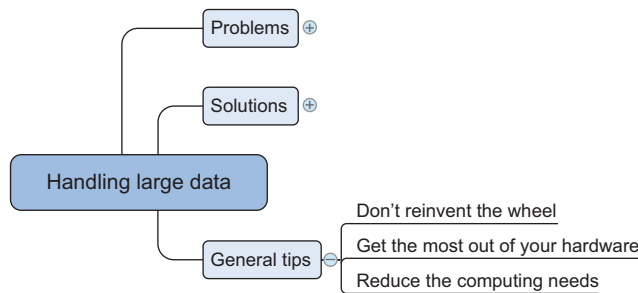 Problems
Solutions
Handling large data
General tips
Don’t reinvent the wheel
Get the most out of your hardware
Reduce the computing needs